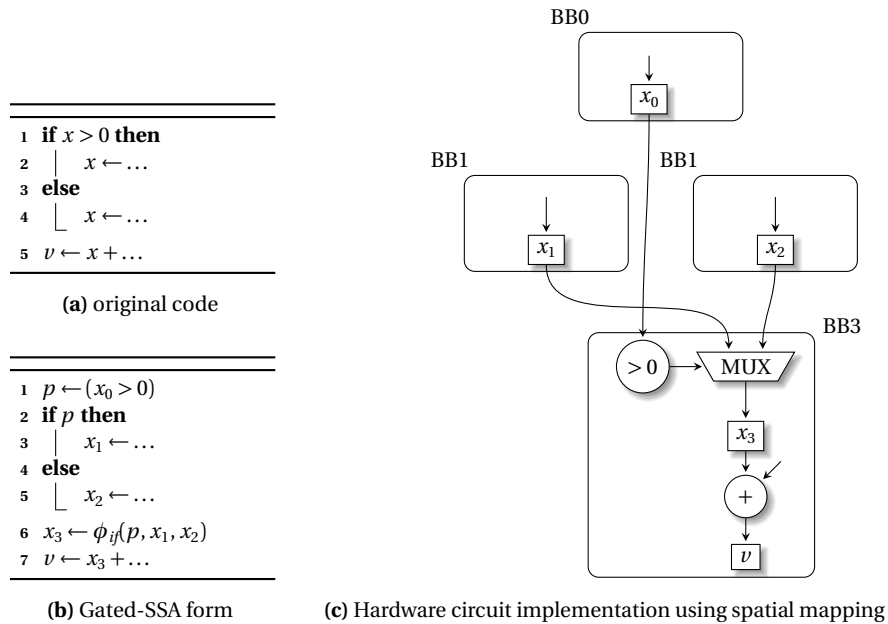 1 if x > 0 then
2 x ← …
3 else
4 x ← …
5 v ← x + …
(a) original code
1 p ← (x₀ > 0)
2 if p then
3 x₁ ← …
4 else
5 x₂ ← …
6 x₃ ← ϕ_if(p, x₁, x₂)
7 v ← x₃ + …
(b) Gated-SSA form
BB0
x₀
BB1
x₁
BB1
x₂
BB3
> 0
MUX
x₃
+
v
(c) Hardware circuit implementation using spatial mapping